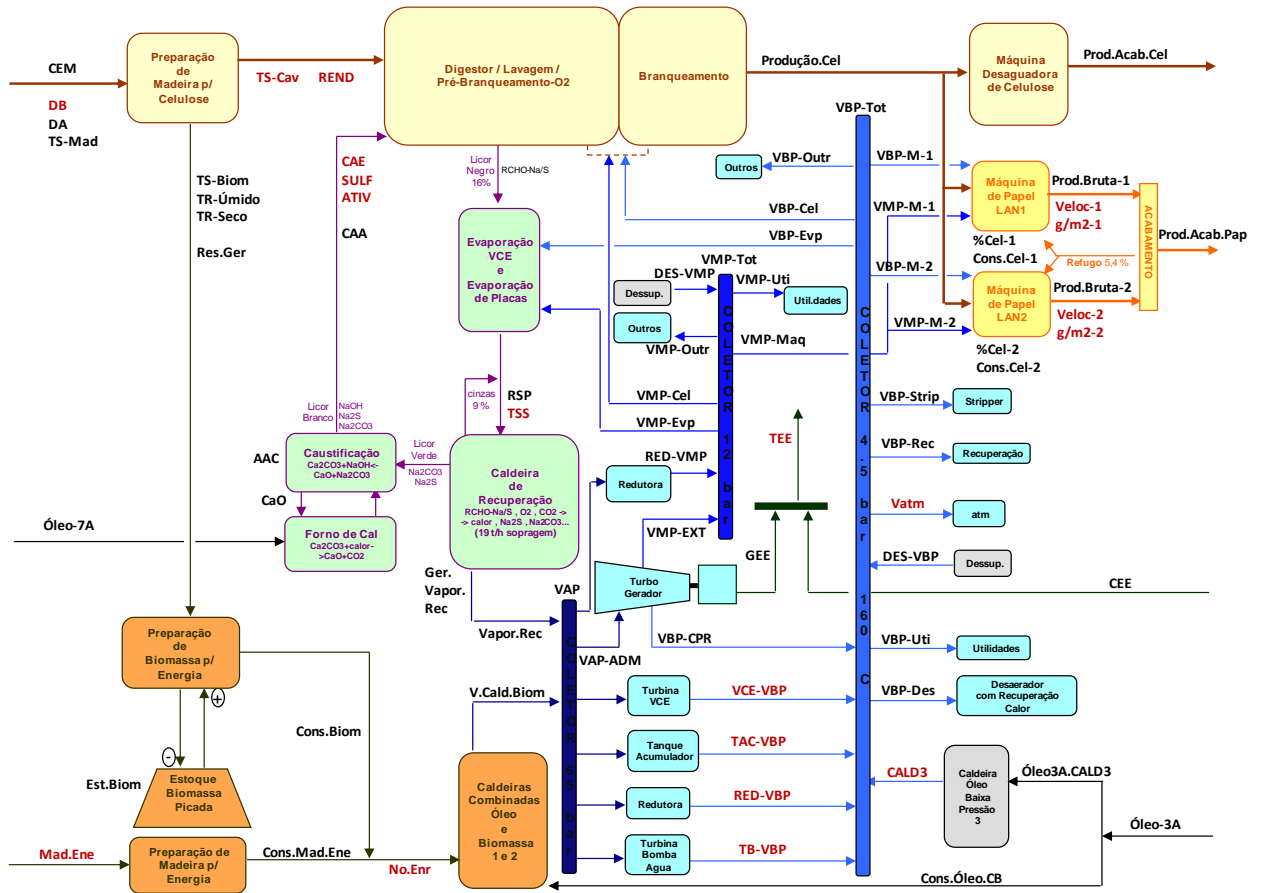 CEM
DB
DA
TS-Mad
Preparação
de
Madeira p/
Celulose
TS-Cav
REND
Digestor / Lavagem /
Pré-Branqueamento-O2
Branqueamento
Produção.Cel
Máquina
Desaguadora
de Celulose
Prod.Acab.Cel
VBP-Tot
CAE
SULF
ATIV
CAA
Licor
Negro
16%
RCHO-Na/S
TS-Biom
TR-Úmido
TR-Seco
Res.Ger
Outros
VBP-Outr
VBP-Cel
VBP-Evp
VBP-M-1
VMP-M-1
VBP-M-2
VMP-M-2
Máquina
de Papel
LAN1
Prod.Bruta-1
Veloc-1
g/m2-1
%Cel-1
Cons.Cel-1
Refugo 5,4 %
ACABAMENTO
Prod.Acab.Pap
Máquina
de Papel
LAN2
Prod.Bruta-2
Veloc-2
g/m2-2
%Cel-2
Cons.Cel-2
Evaporação
VCE
e
Evaporação
de Placas
VMP-Tot
DES-VMP
Dessup.
VMP-Uti
Util.dades
Outros
VMP-Outr
VMP-Maq
COLETOR 12 bar
COLETOR 4.5 bar 160 C
VMP-Cel
VMP-Evp
RED-VMP
Redutora
VMP-EXT
cinzas
9 %
RSP
TSS
Licor
Branco
NaOH
Na2S
Na2CO3
AAC
Caustificação
Ca2CO3+NaOH<-
CaO+Na2CO3
Licor
Verde
Na2CO3
Na2S
CaO
Forno de Cal
Ca2CO3+calor-
>CaO+CO2
Óleo-7A
Caldeira
de
Recuperação
RCHO-Na/S , O2 , CO2 ->
-> calor , Na2S , Na2CO3...
(19 t/h sopragem)
TEE
GEE
CEE
VBP-Strip
Stripper
VBP-Rec
Recuperação
Vatm
atm
DES-VBP
Dessup.
VBP-Uti
Utilidades
VBP-Des
Desaerador
com Recuperação
Calor
Ger.
Vapor.
Rec
Vapor.Rec
VAP
COLETOR 65 bar
Turbo
Gerador
VBP-CPR
VAP-ADM
V.Cald.Biom
Turbina
VCE
VCE-VBP
Tanque
Acumulador
TAC-VBP
Redutora
RED-VBP
Turbina
Bomba
Agua
TB-VBP
CALD3
Caldeira
Óleo
Baixa
Pressão
3
Óleo3A.CALD3
Óleo-3A
Cons.Óleo.CB
Preparação
de
Biomassa p/
Energia
-
+
Cons.Biom
Est.Biom
Estoque
Biomassa
Picada
Caldeiras
Combinadas
Óleo
e
Biomassa
1 e 2
Mad.Ene
Preparação de
Madeira p/
Energia
Cons.Mad.Ene
No.Enr